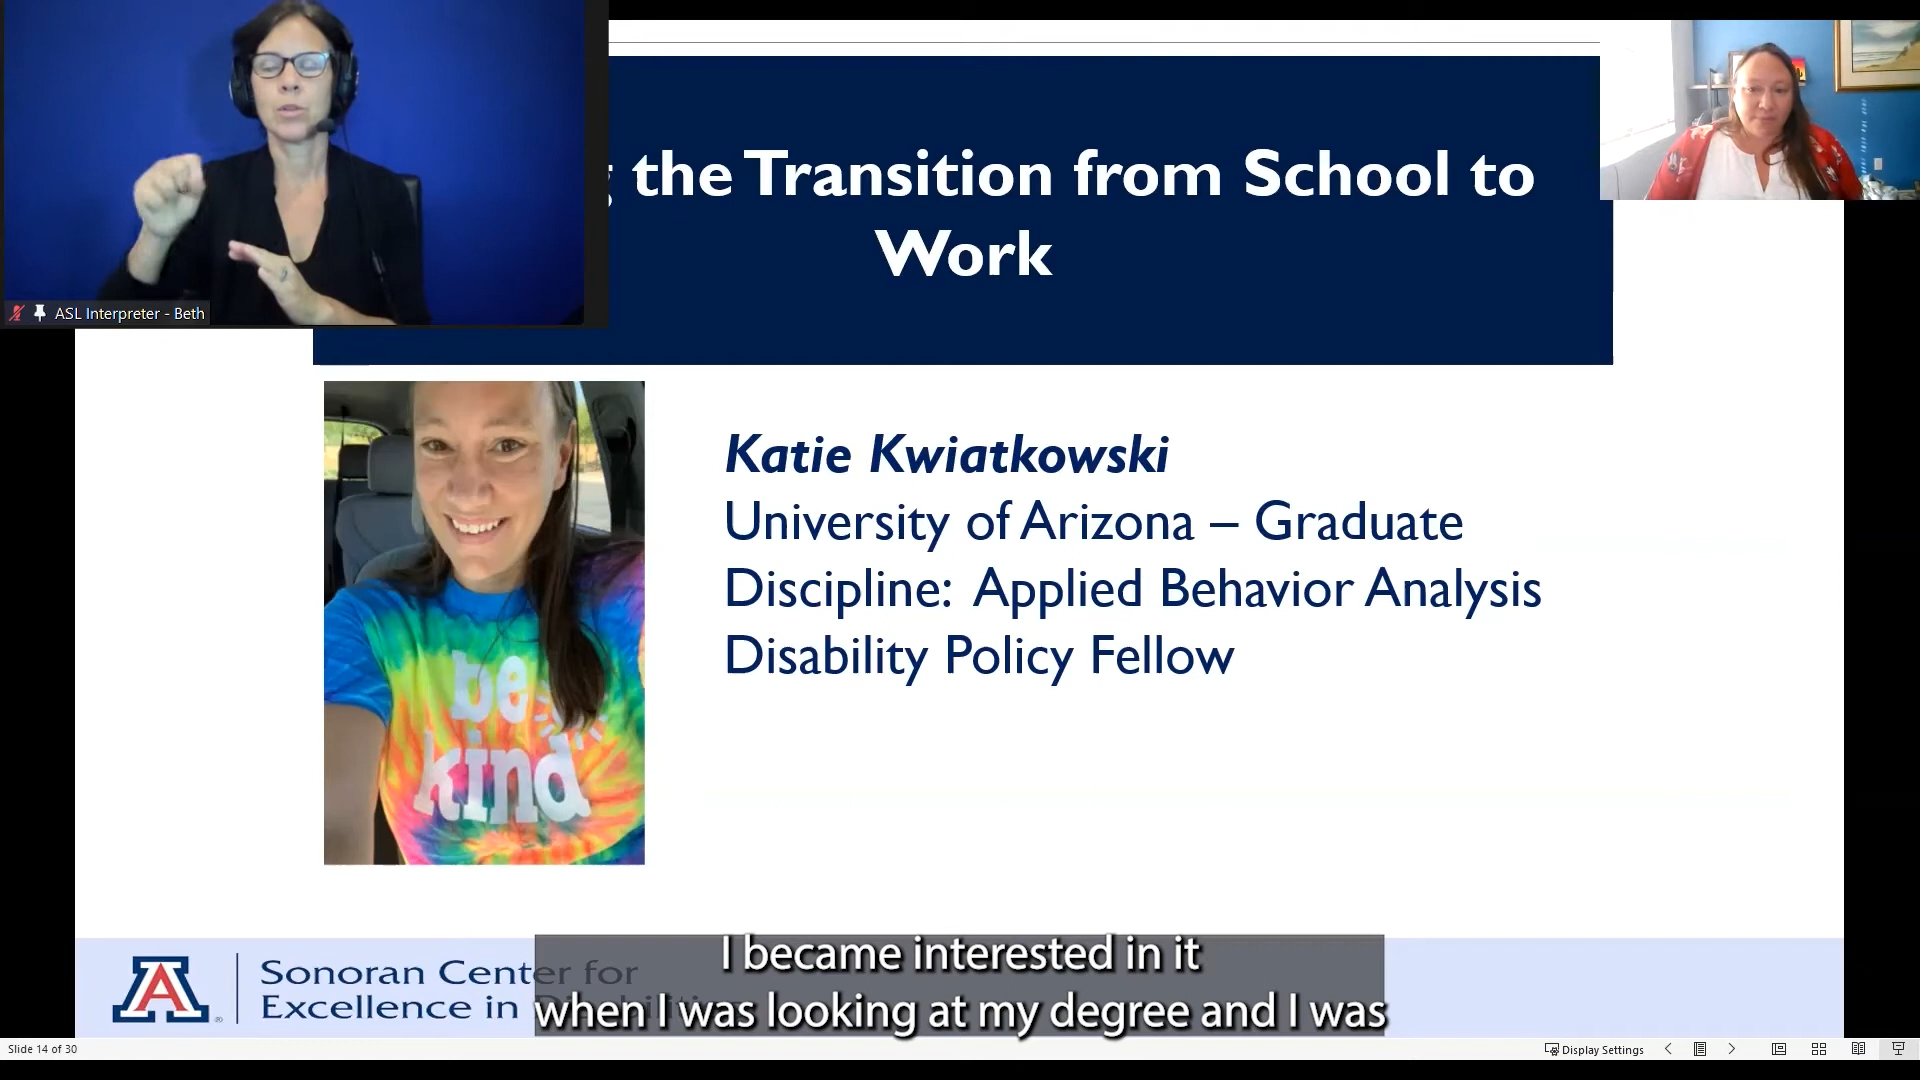 the Transition from School to
Work
ASL Interpreter - Beth
be
kind
Katie Kwiatkowski
University of Arizona – Graduate
Discipline: Applied Behavior Analysis
Disability Policy Fellow
A
Sonoran Center for
Excellence in
I became interested in it
when I was looking at my degree and I was
Slide 14 of 30
Display Settings